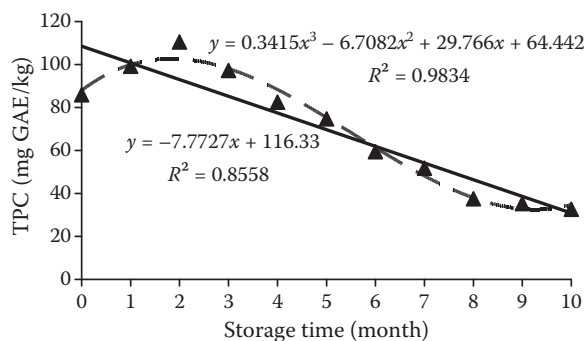 y = 0.3415x³ − 6.7082x² + 29.766x + 64.442
R² = 0.9834
y = −7.7727x + 116.33
R² = 0.8558
TPC (mg GAE/kg)
120
100
80
60
40
20
0
0 1 2 3 4 5 6 7 8 9 10
Storage time (month)